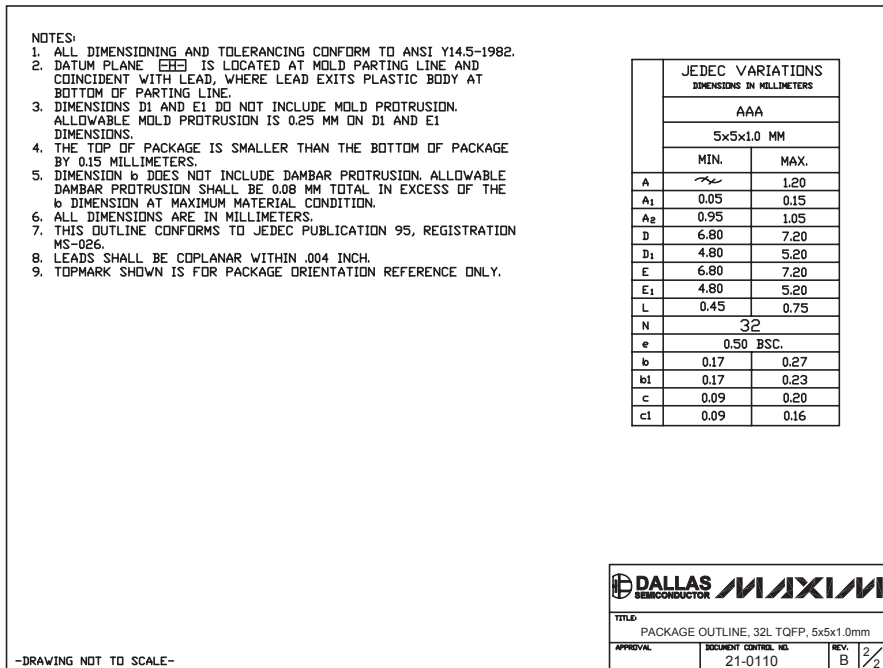 NOTES:
1. ALL DIMENSIONING AND TOLERANCING CONFORM TO ANSI Y14.5-1982.
2. DATUM PLANE -H- IS LOCATED AT MOLD PARTING LINE AND
COINCIDENT WITH LEAD, WHERE LEAD EXITS PLASTIC BODY AT
BOTTOM OF PARTING LINE.
3. DIMENSIONS D1 AND E1 DO NOT INCLUDE MOLD PROTRUSION.
ALLOWABLE MOLD PROTRUSION IS 0.25 MM ON D1 AND E1
DIMENSIONS.
4. THE TOP OF PACKAGE IS SMALLER THAN THE BOTTOM OF PACKAGE
BY 0.15 MILLIMETERS.
5. DIMENSION b DOES NOT INCLUDE DAMBAR PROTRUSION. ALLOWABLE
DAMBAR PROTRUSION SHALL BE 0.08 MM TOTAL IN EXCESS OF THE
b DIMENSION AT MAXIMUM MATERIAL CONDITION.
6. ALL DIMENSIONS ARE IN MILLIMETERS.
7. THIS OUTLINE CONFORMS TO JEDEC PUBLICATION 95, REGISTRATION
MS-026.
8. LEADS SHALL BE COPLANAR WITHIN .004 INCH.
9. TOPMARK SHOWN IS FOR PACKAGE ORIENTATION REFERENCE ONLY.
JEDEC VARIATIONS
DIMENSIONS IN MILLIMETERS
AAA
5x5x1.0 MM
MIN. MAX.
A 1.20
A1 0.05 0.15
A2 0.95 1.05
D 6.80 7.20
D1 4.80 5.20
E 6.80 7.20
E1 4.80 5.20
L 0.45 0.75
N 32
e 0.50 BSC.
b 0.17 0.27
b1 0.17 0.23
c 0.09 0.20
c1 0.09 0.16
DALLAS SEMICONDUCTOR MAXIM
TITLE:
PACKAGE OUTLINE, 32L TQFP, 5x5x1.0mm
APPROVAL DOCUMENT CONTROL NO. REV.
21-0110 B 2/2
-DRAWING NOT TO SCALE-